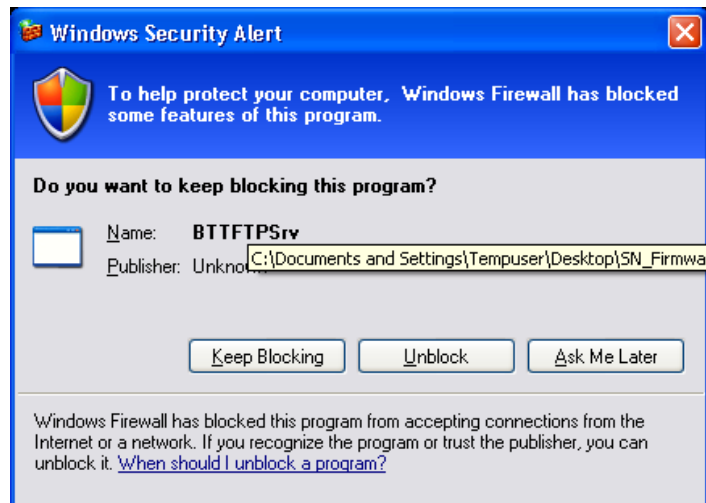 Windows Security Alert
To help protect your computer, Windows Firewall has blocked
some features of this program.
Do you want to keep blocking this program?
Name: BTTFTPSrv
C:\Documents and Settings\Tempuser\Desktop\SN_Firmwa
Publisher:
Keep Blocking Unblock Ask Me Later
Windows Firewall has blocked this program from accepting connections from the
Internet or a network. If you recognize the program or trust the publisher, you can
unblock it. When should I unblock a program?